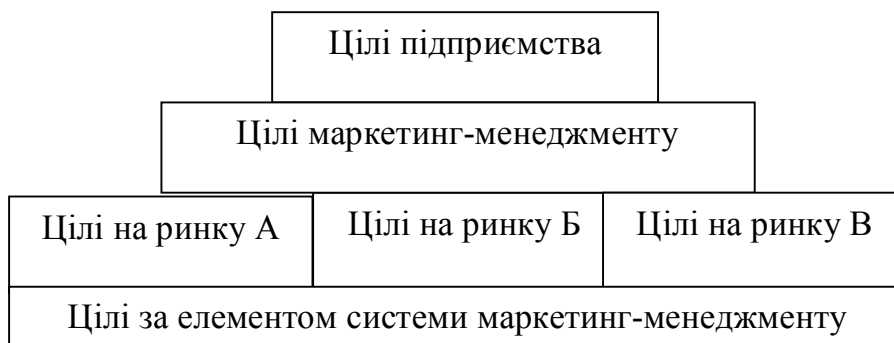 Цілі підприємства
Цілі маркетинг-менеджменту
Цілі на ринку А
Цілі на ринку Б
Цілі на ринку В
Цілі за елементом системи маркетинг-менеджменту